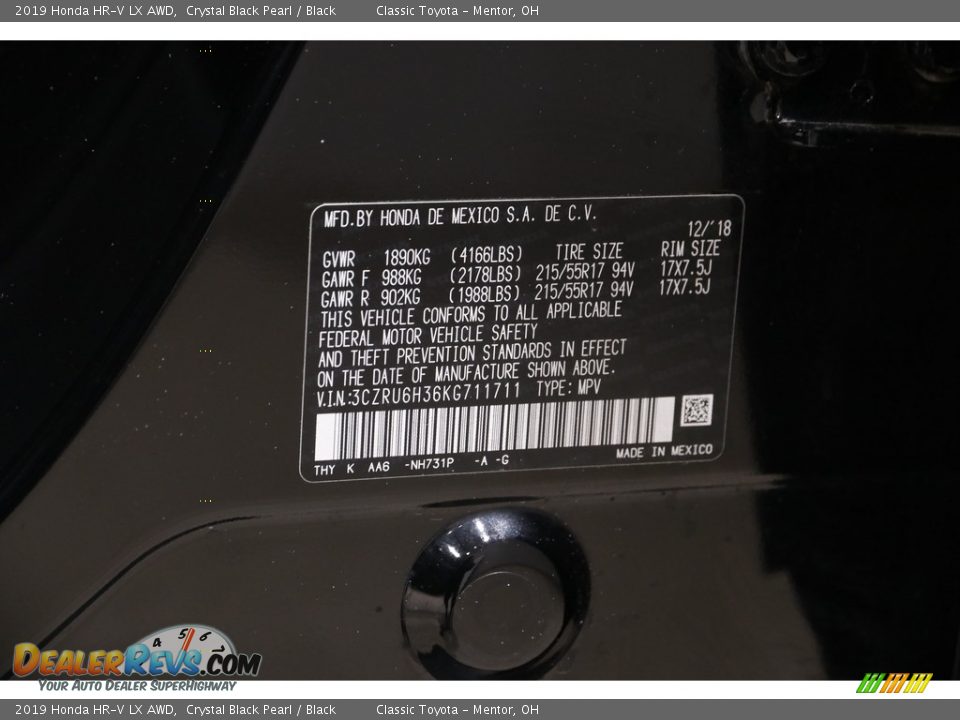 2019 Honda HR-V LX AWD, Crystal Black Pearl / Black Classic Toyota - Mentor, OH
MFD.BY HONDA DE MEXICO S.A. DE C.V.
12/'18
GVWR 1890KG (4166LBS) TIRE SIZE RIM SIZE
GAWR F 988KG (2178LBS) 215/55R17 94V 17X7.5J
GAWR R 902KG (1988LBS) 215/55R17 94V 17X7.5J
THIS VEHICLE CONFORMS TO ALL APPLICABLE
FEDERAL MOTOR VEHICLE SAFETY
AND THEFT PREVENTION STANDARDS IN EFFECT
ON THE DATE OF MANUFACTURE SHOWN ABOVE.
V.I.N.:3CZRU6H36KG711711 TYPE: MPV
THY K AA6 -NH731P -A -G MADE IN MEXICO
4 5 6 7
DealerRevs.com
Your Auto Dealer SuperHighway
2019 Honda HR-V LX AWD, Crystal Black Pearl / Black Classic Toyota - Mentor, OH